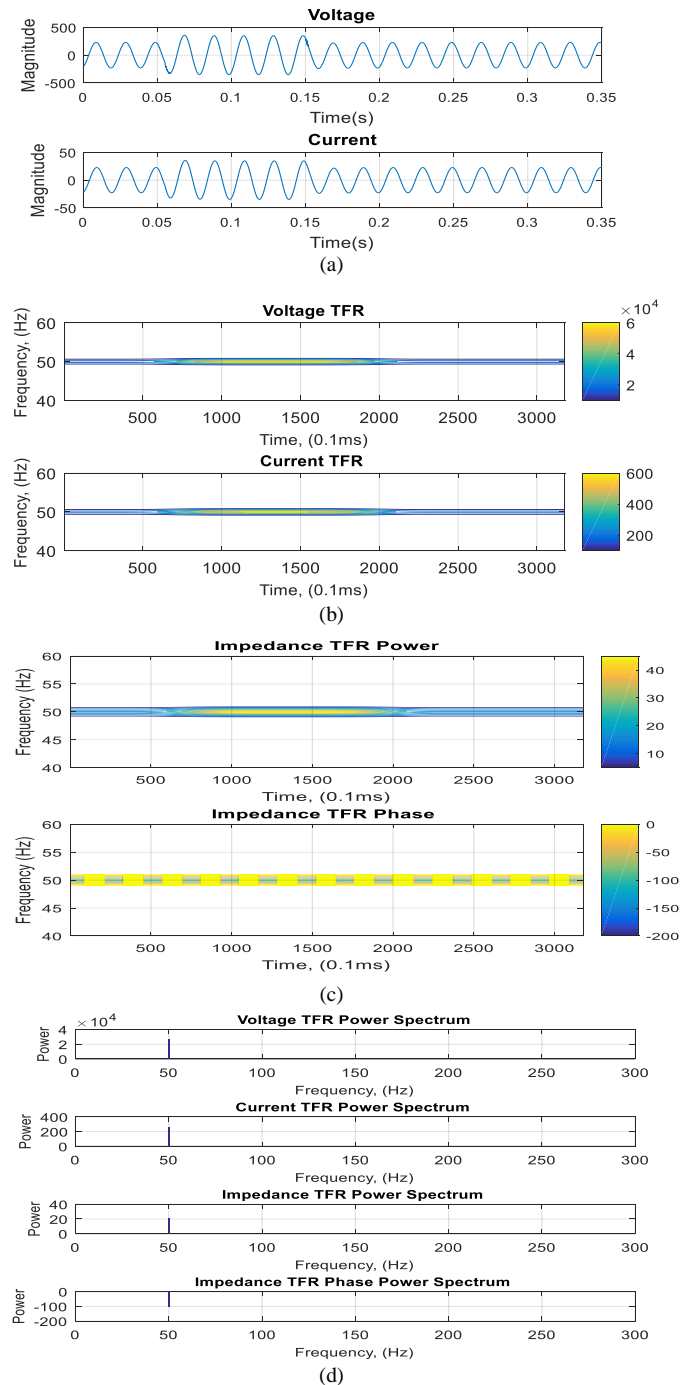 Voltage
Magnitude
500
0
-500
0 0.05 0.1 0.15 0.2 0.25 0.3 0.35
Time(s)
Current
Magnitude
50
0
-50
0 0.05 0.1 0.15 0.2 0.25 0.3 0.35
Time(s)
(a)
Voltage TFR
×10^4
Frequency, (Hz)
60
50
40
6
4
2
500 1000 1500 2000 2500 3000
Time, (0.1ms)
Current TFR
Frequency, (Hz)
60
50
40
600
400
200
500 1000 1500 2000 2500 3000
Time, (0.1ms)
(b)
Impedance TFR Power
Frequency (Hz)
60
55
50
45
40
40
30
20
10
500 1000 1500 2000 2500 3000
Time, (0.1ms)
Impedance TFR Phase
Frequency (Hz)
60
55
50
45
40
0
-50
-100
-150
-200
500 1000 1500 2000 2500 3000
Time, (0.1ms)
(c)
Voltage TFR Power Spectrum
×10^4
Power
4
2
0
0 50 100 150 200 250 300
Frequency, (Hz)
Current TFR Power Spectrum
Power
400
200
0
0 50 100 150 200 250 300
Frequency, (Hz)
Impedance TFR Power Spectrum
Power
40
20
0
0 50 100 150 200 250 300
Frequency, (Hz)
Impedance TFR Phase Power Spectrum
Power
0
-100
-200
0 50 100 150 200 250 300
Frequency, (Hz)
(d)